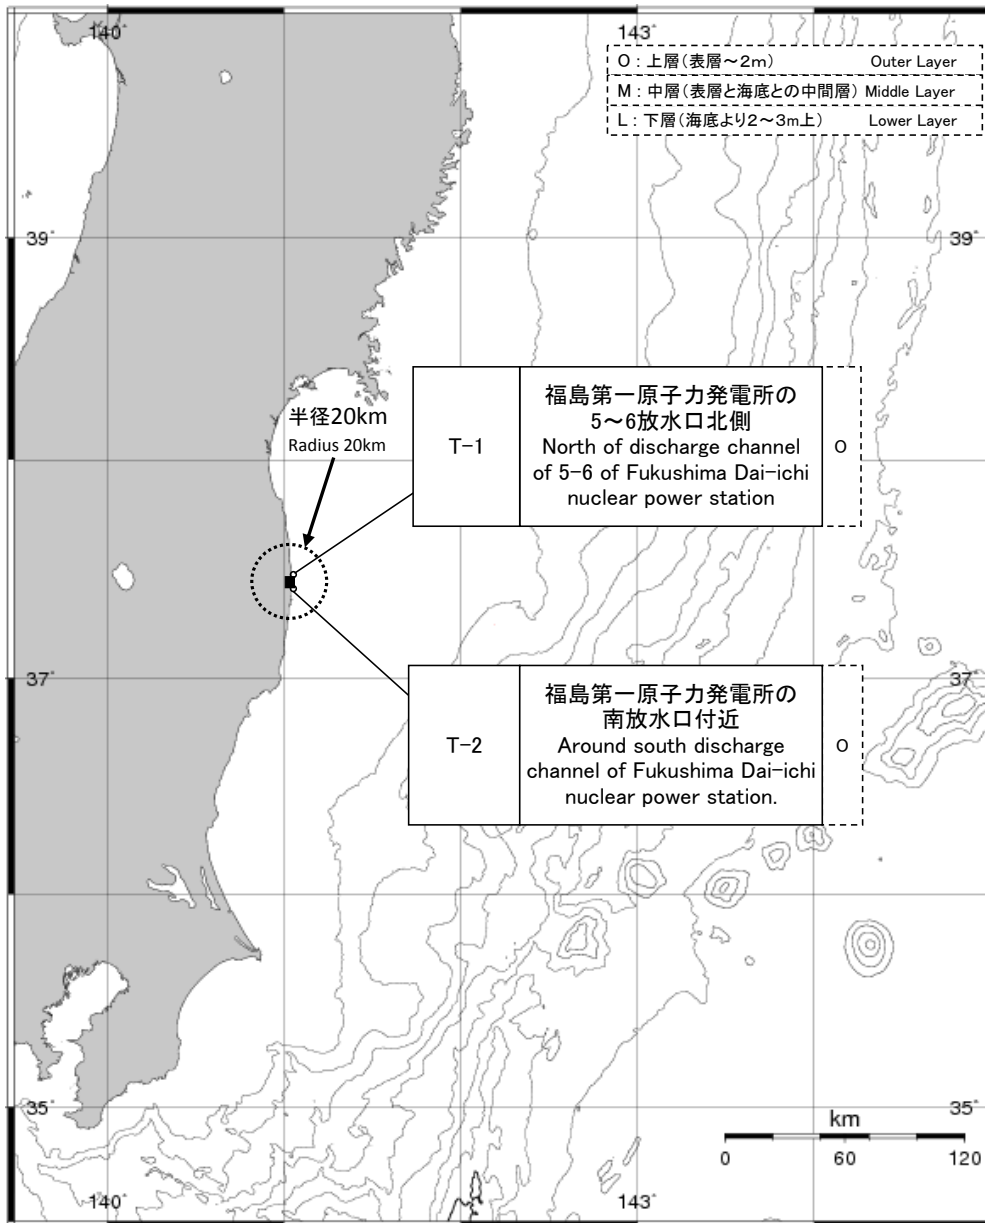 140°
143°
O : 上層(表層～2m) Outer Layer
M : 中層(表層と海底との中間層) Middle Layer
L : 下層(海底より2～3m上) Lower Layer
39°
39°
半径20km
Radius 20km
T-1
福島第一原子力発電所の
5～6放水口北側
North of discharge channel
of 5-6 of Fukushima Dai-ichi
nuclear power station
O
37°
37°
T-2
福島第一原子力発電所の
南放水口付近
Around south discharge
channel of Fukushima Dai-ichi
nuclear power station.
O
35°
35°
km
0 60 120
140°
143°